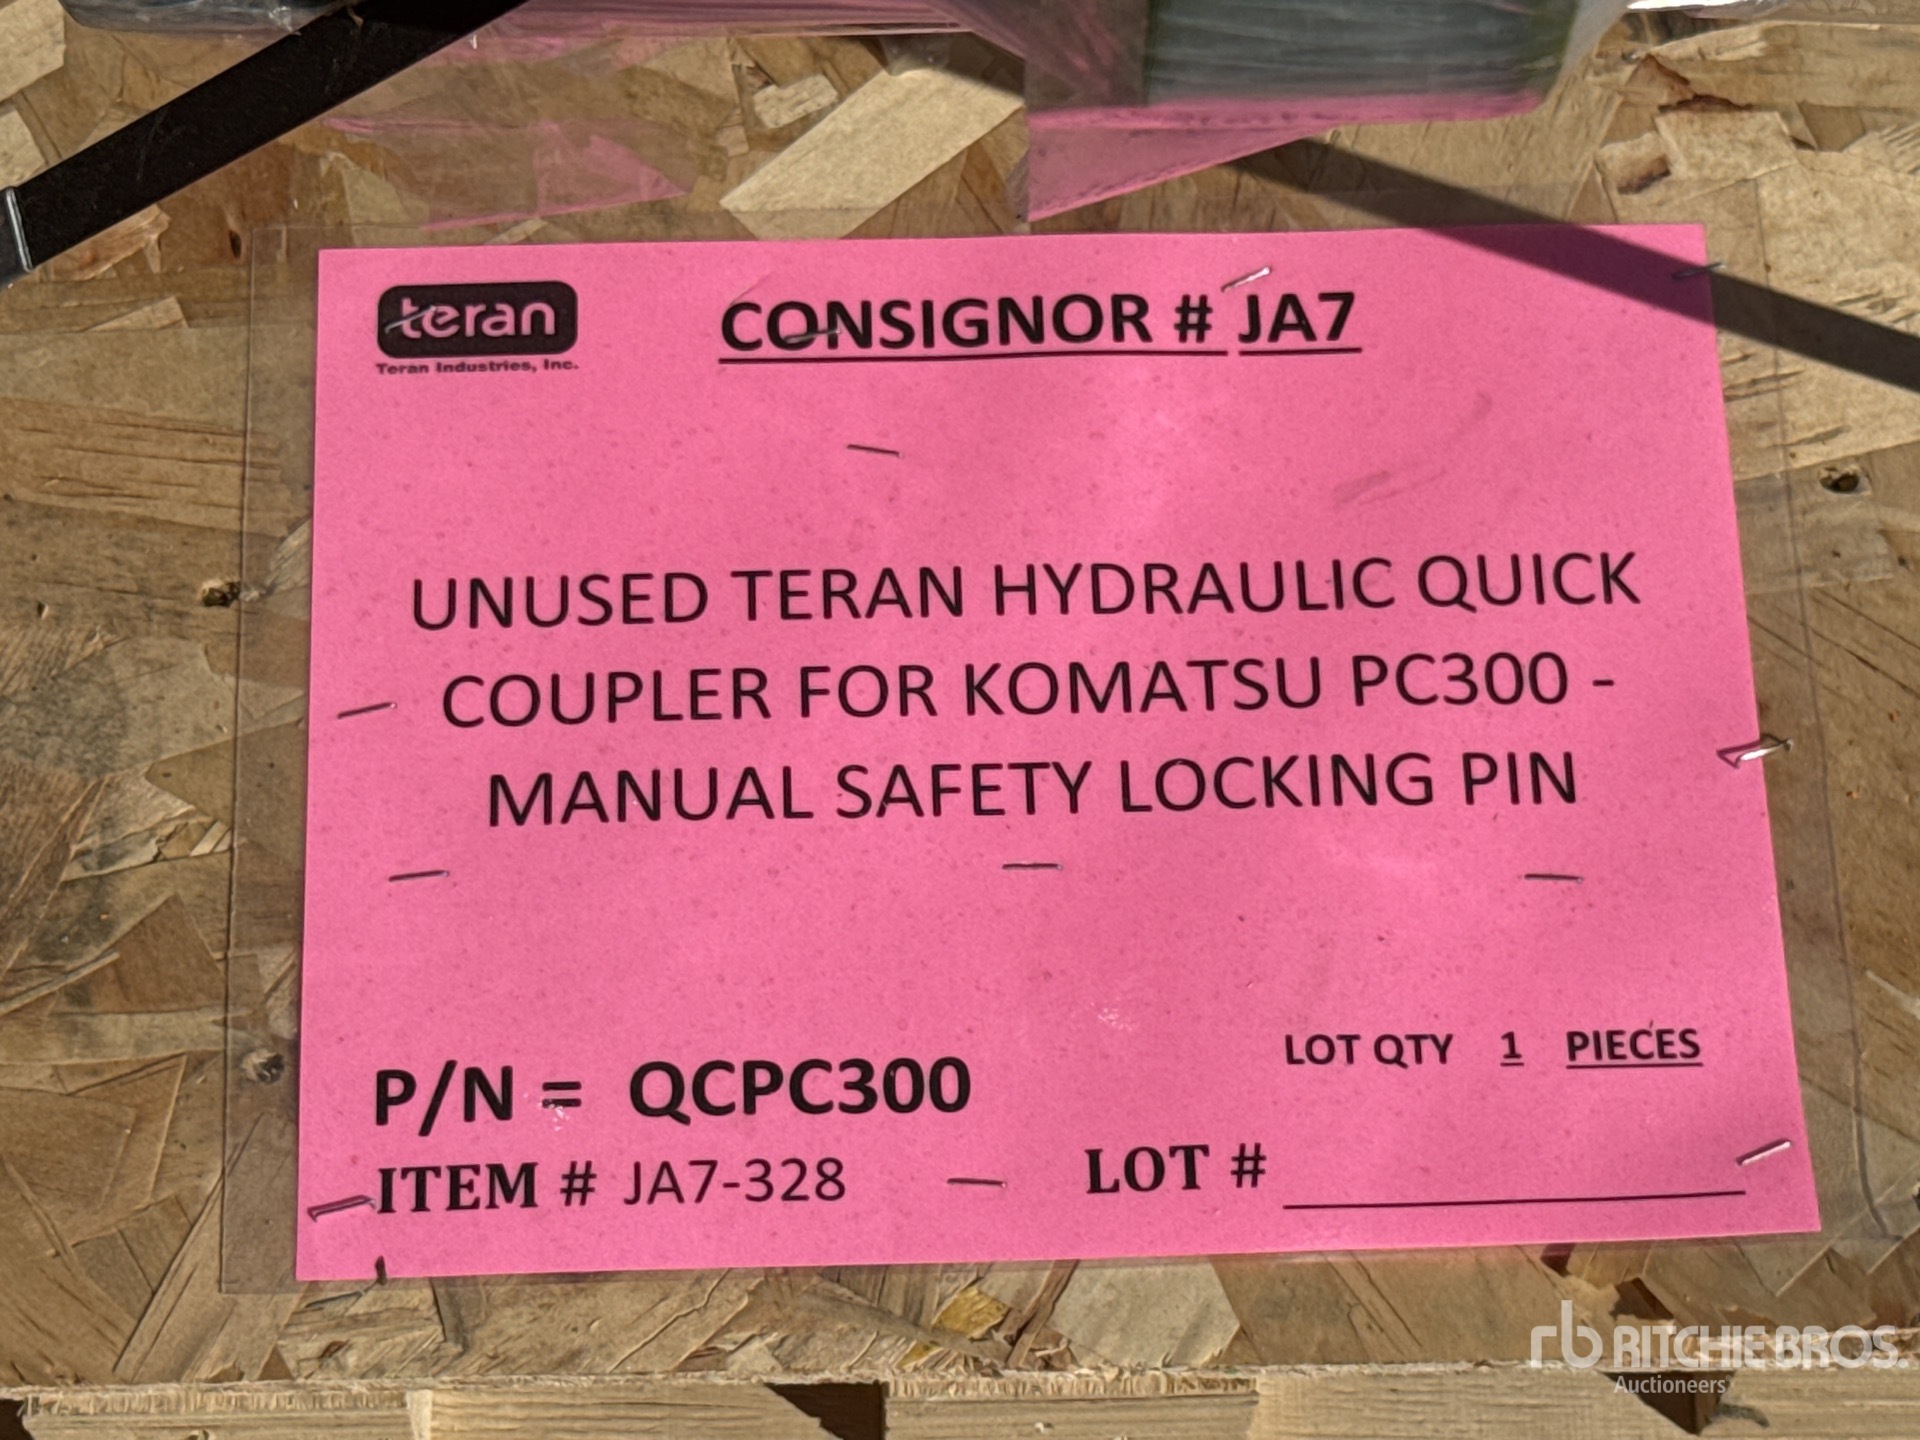 teran
Teran Industries, Inc.
CONSIGNOR # JA7
UNUSED TERAN HYDRAULIC QUICK
COUPLER FOR KOMATSU PC300 -
MANUAL SAFETY LOCKING PIN
LOT QTY 1 PIECES
P/N = QCPC300
ITEM # JA7-328
LOT #
rb RITCHIE BROS.
Auctioneers